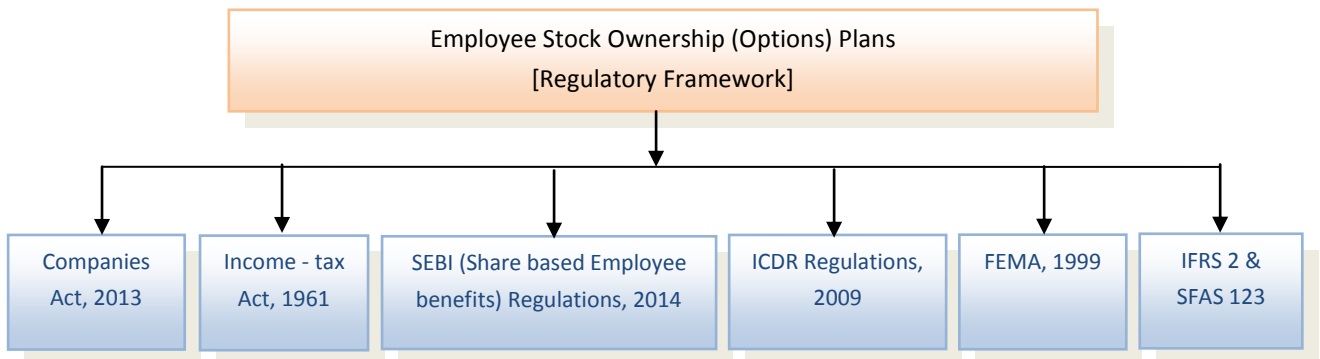 Employee Stock Ownership (Options) Plans
[Regulatory Framework]
Companies
Act, 2013
Income - tax
Act, 1961
SEBI (Share based Employee
benefits) Regulations, 2014
ICDR Regulations,
2009
FEMA, 1999
IFRS 2 &
SFAS 123